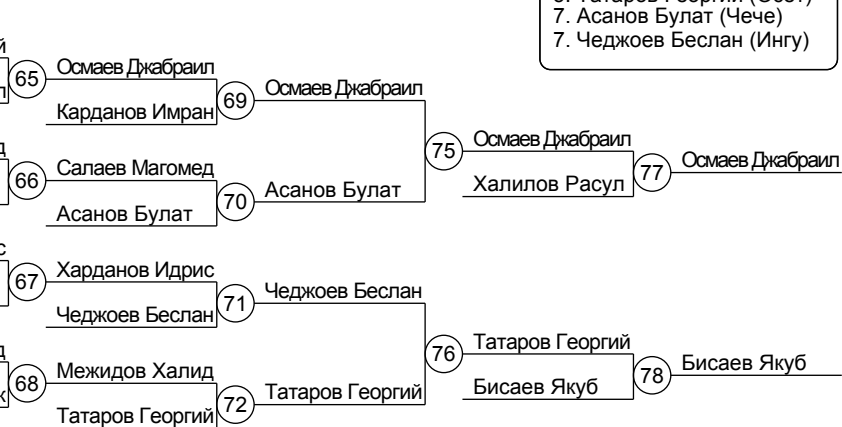 7. Асанов Булат (Чече)
7. Чеджоев Беслан (Ингу)
65
Осмаев Джабраил
Карданов Имран
69
Осмаев Джабраил
66
Салаев Магомед
Асанов Булат
70
Асанов Булат
75
Осмаев Джабраил
Халилов Расул
77
Осмаев Джабраил
67
Харданов Идрис
Чеджоев Беслан
71
Чеджоев Беслан
68
Межидов Халид
Татаров Георгий
72
Татаров Георгий
76
Татаров Георгий
Бисаев Якуб
78
Бисаев Якуб